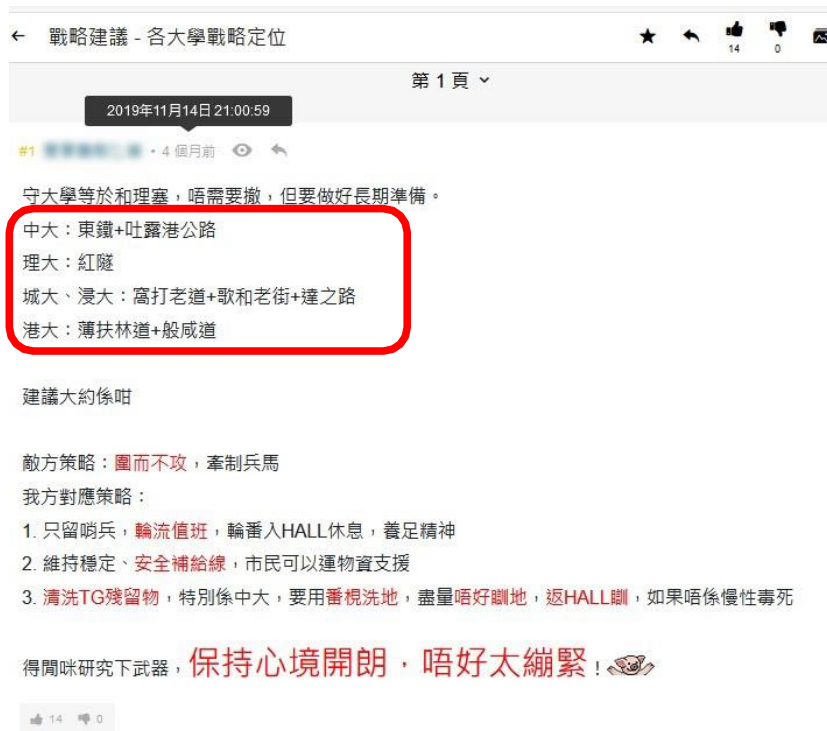 ← 戰略建議 - 各大學戰略定位
14
0
第 1 頁
2019年11月14日 21:00:59
#1
• 4 個月前
守大學等於和理塞，唔需要撤，但要做好長期準備。
中大：東鐵+吐露港公路
理大：紅隧
城大、浸大：窩打老道+歌和老街+達之路
港大：薄扶林道+般咸道
建議大約係咁
敵方策略：圍而不攻，牽制兵馬
我方對應策略：
1. 只留哨兵，輪流值班，輪番入HALL休息，養足精神
2. 維持穩定、安全補給線，市民可以運物資支援
3. 清洗TG殘留物，特別係中大，要用番梘洗地，盡量唔好瞓地，返HALL瞓，如果唔係慢性毒死
得閒咪研究下武器，保持心境開朗，唔好太繃緊！
14
0